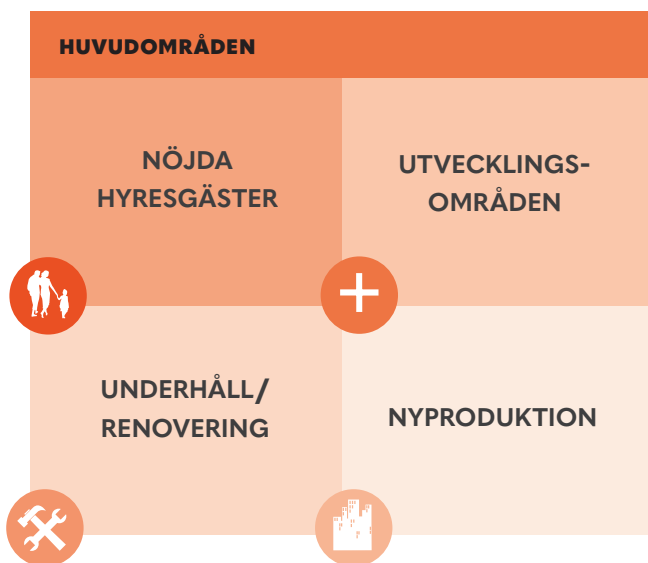 HUVUDOMRÅDEN
NÖJDA
HYRESGÄSTER
UTVECKLINGS-
OMRÅDEN
UNDERHÅLL/
RENOVERING
NYPRODUKTION